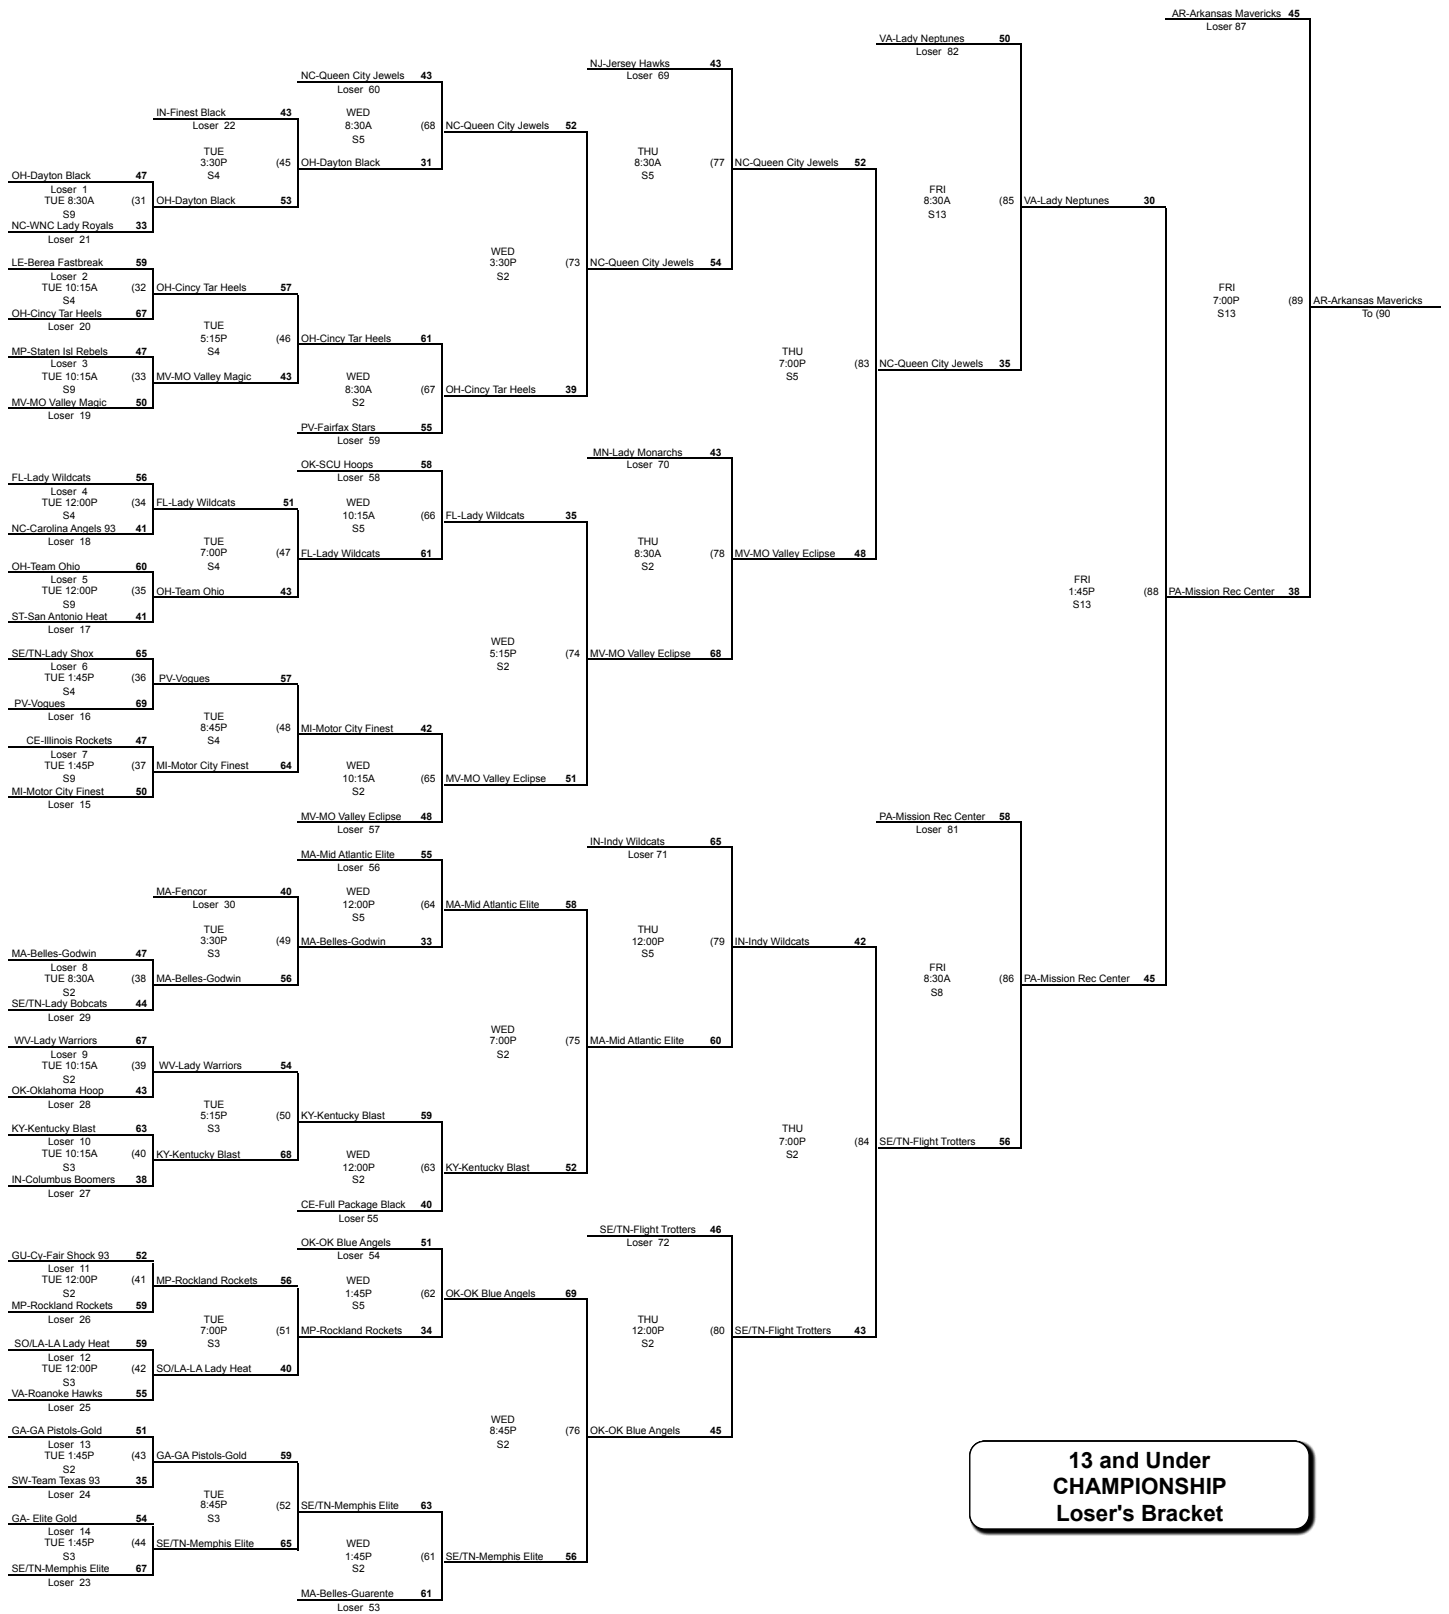 AR-Arkansas Mavericks 45
Loser 87
VA-Lady Neptunes 50
Loser 82
NJ-Jersey Hawks 43
Loser 69
NC-Queen City Jewels 43
Loser 60
IN-Finest Black 43
Loser 22
WED
8:30A
S5
(68 NC-Queen City Jewels 52
TUE
3:30P
S4
(45 OH-Dayton Black 31
THU
8:30A
S5
(77 NC-Queen City Jewels 52
OH-Dayton Black 47
Loser 1
TUE 8:30A
S9
(31 OH-Dayton Black 53
NC-WNC Lady Royals 33
Loser 21
FRI
8:30A
S13
(85 VA-Lady Neptunes 30
WED
3:30P
S2
(73 NC-Queen City Jewels 54
LE-Berea Fastbreak 59
Loser 2
TUE 10:15A
S4
(32 OH-Cincy Tar Heels 57
OH-Cincy Tar Heels 67
Loser 20
FRI
7:00P
S13
(89 AR-Arkansas Mavericks
To (90
TUE
5:15P
S4
(46 OH-Cincy Tar Heels 61
MP-Staten Isl Rebels 47
Loser 3
TUE 10:15A
S9
(33 MV-MO Valley Magic 43
MV-MO Valley Magic 50
Loser 19
WED
8:30A
S2
(67 OH-Cincy Tar Heels 39
PV-Fairfax Stars 55
Loser 59
THU
7:00P
S5
(83 NC-Queen City Jewels 35
MN-Lady Monarchs 43
Loser 70
OK-SCU Hoops 58
Loser 58
FL-Lady Wildcats 56
Loser 4
TUE 12:00P
S4
(34 FL-Lady Wildcats 51
NC-Carolina Angels 93 41
Loser 18
WED
10:15A
S5
(66 FL-Lady Wildcats 35
TUE
7:00P
S4
(47 FL-Lady Wildcats 61
THU
8:30A
S2
(78 MV-MO Valley Eclipse 48
OH-Team Ohio 60
Loser 5
TUE 12:00P
S9
(35 OH-Team Ohio 43
ST-San Antonio Heat 41
Loser 17
FRI
1:45P
S13
(88 PA-Mission Rec Center 38
WED
5:15P
S2
(74 MV-MO Valley Eclipse 68
SE/TN-Lady Shox 65
Loser 6
TUE 1:45P
S4
(36 PV-Vogues 57
PV-Vogues 69
Loser 16
TUE
8:45P
S4
(48 MI-Motor City Finest 42
CE-Illinois Rockets 47
Loser 7
TUE 1:45P
S9
(37 MI-Motor City Finest 64
MI-Motor City Finest 50
Loser 15
WED
10:15A
S2
(65 MV-MO Valley Eclipse 51
MV-MO Valley Eclipse 48
Loser 57
PA-Mission Rec Center 58
Loser 81
IN-Indy Wildcats 65
Loser 71
MA-Mid Atlantic Elite 55
Loser 56
MA-Fencor 40
Loser 30
WED
12:00P
S5
(64 MA-Mid Atlantic Elite 58
TUE
3:30P
S3
(49 MA-Belles-Godwin 33
THU
12:00P
S5
(79 IN-Indy Wildcats 42
MA-Belles-Godwin 47
Loser 8
TUE 8:30A
S2
(38 MA-Belles-Godwin 56
SE/TN-Lady Bobcats 44
Loser 29
FRI
8:30A
S8
(86 PA-Mission Rec Center 45
WED
7:00P
S2
(75 MA-Mid Atlantic Elite 60
WV-Lady Warriors 67
Loser 9
TUE 10:15A
S2
(39 WV-Lady Warriors 54
OK-Oklahoma Hoop 43
Loser 28
TUE
5:15P
S3
(50 KY-Kentucky Blast 59
KY-Kentucky Blast 63
Loser 10
TUE 10:15A
S3
(40 KY-Kentucky Blast 68
IN-Columbus Boomers 38
Loser 27
WED
12:00P
S2
(63 KY-Kentucky Blast 52
CE-Full Package Black 40
Loser 55
THU
7:00P
S2
(84 SE/TN-Flight Trotters 56
SE/TN-Flight Trotters 46
Loser 72
OK-OK Blue Angels 51
Loser 54
GU-Cy-Fair Shock 93 52
Loser 11
TUE 12:00P
S2
(41 MP-Rockland Rockets 56
MP-Rockland Rockets 59
Loser 26
WED
1:45P
S5
(62 OK-OK Blue Angels 69
TUE
7:00P
S3
(51 MP-Rockland Rockets 34
THU
12:00P
S2
(80 SE/TN-Flight Trotters 43
SO/LA-LA Lady Heat 59
Loser 12
TUE 12:00P
S3
(42 SO/LA-LA Lady Heat 40
VA-Roanoke Hawks 55
Loser 25
WED
8:45P
S2
(76 OK-OK Blue Angels 45
GA-GA Pistols-Gold 51
Loser 13
TUE 1:45P
S2
(43 GA-GA Pistols-Gold 59
SW-Team Texas 93 35
Loser 24
TUE
8:45P
S3
(52 SE/TN-Memphis Elite 63
GA- Elite Gold 54
Loser 14
TUE 1:45P
S3
(44 SE/TN-Memphis Elite 65
SE/TN-Memphis Elite 67
Loser 23
WED
1:45P
S2
(61 SE/TN-Memphis Elite 56
MA-Belles-Guarente 61
Loser 53
13 and Under
CHAMPIONSHIP
Loser's Bracket